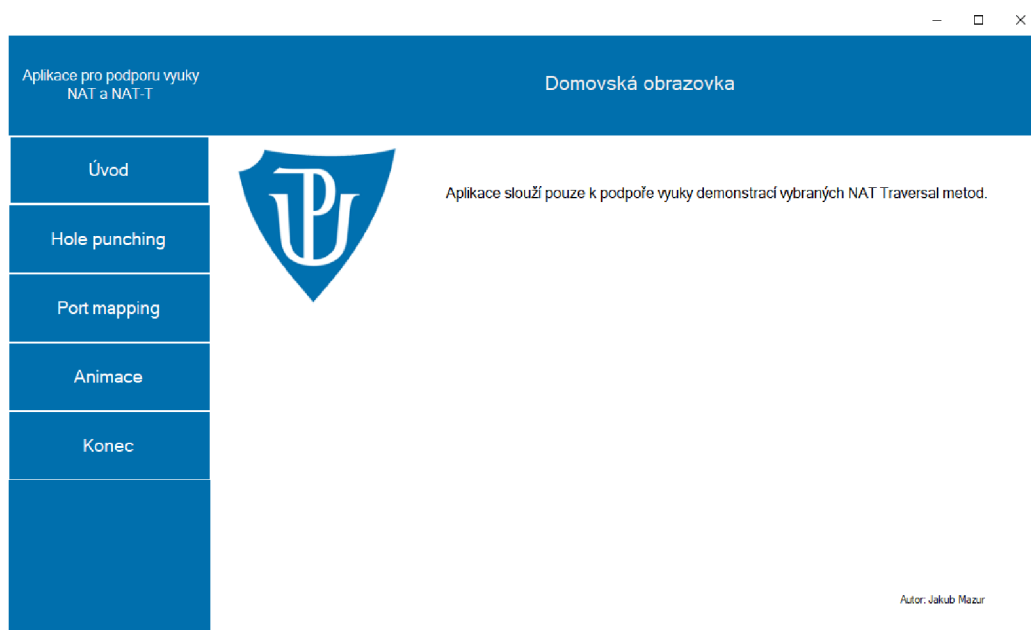 Aplikace pro podporu vyuky
NAT a NAT-T
Domovská obrazovka
Úvod
Hole punching
Port mapping
Animace
Konec
UP
Aplikace slouží pouze k podpoře vyuky demonstrací vybraných NAT Traversal metod.
Autor: Jakub Mazur